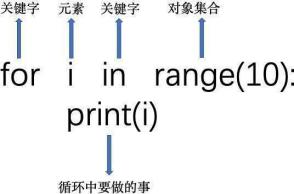 关键字 元素 关键字 对象集合
for i in range(10):
print(i)
循环中要做的事